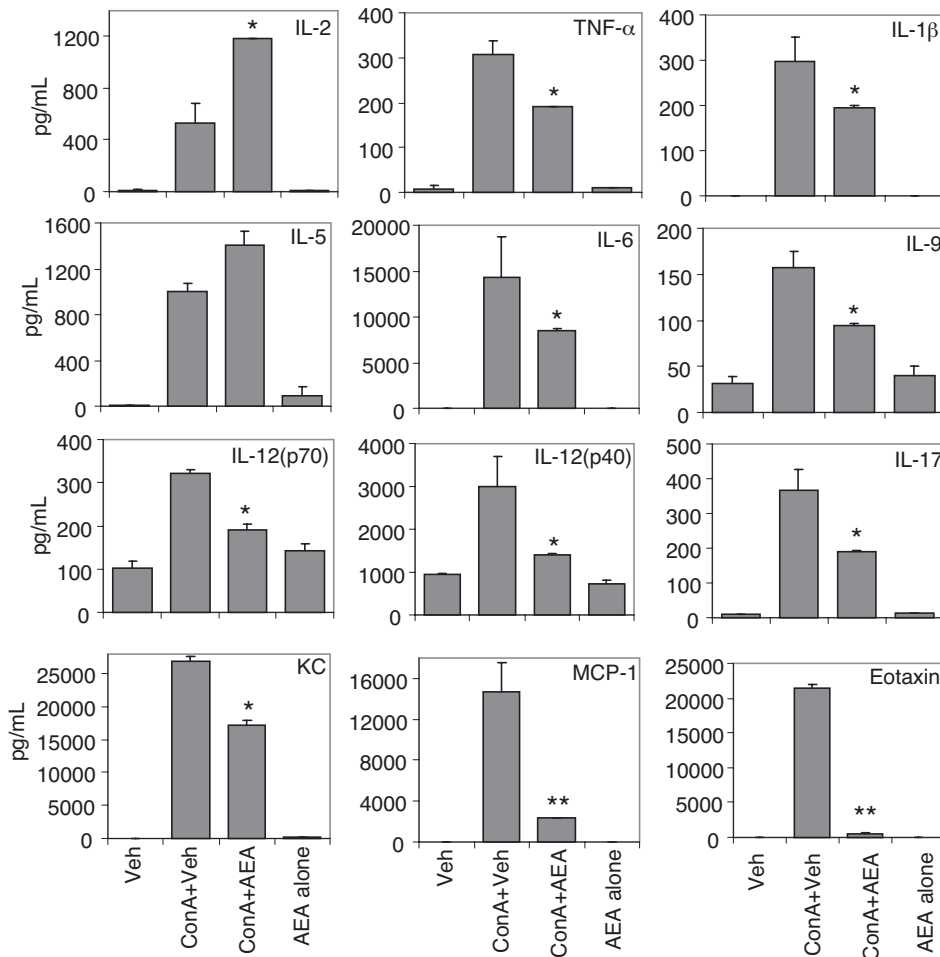 IL-2
TNF-α
IL-1β
pg/mL
1200
800
400
0
*
400
300
200
100
0
*
400
300
200
100
0
*
IL-5
IL-6
IL-9
pg/mL
1600
1200
800
400
0
20000
15000
10000
5000
0
*
200
150
100
50
0
*
IL-12(p70)
IL-12(p40)
IL-17
pg/mL
400
300
200
100
0
*
4000
3000
2000
1000
0
*
500
400
300
200
100
0
*
KC
MCP-1
Eotaxin
pg/mL
25000
20000
15000
10000
5000
0
*
16000
12000
8000
4000
0
**
25000
20000
15000
10000
5000
0
**
Veh
ConA+Veh
ConA+AEA
AEA alone
Veh
ConA+Veh
ConA+AEA
AEA alone
Veh
ConA+Veh
ConA+AEA
AEA alone